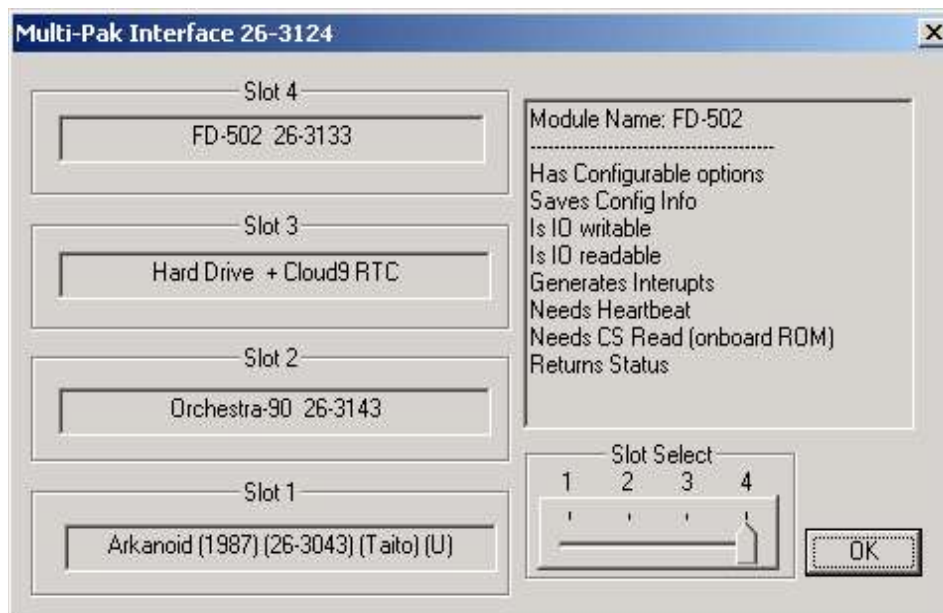 Multi-Pak Interface 26-3124
Slot 4
FD-502 26-3133
Slot 3
Hard Drive + Cloud9 RTC
Slot 2
Orchestra-90 26-3143
Slot 1
Arkanoid (1987) (26-3043) (Taito) (U)
Module Name: FD-502
---------------------------------------
Has Configurable options
Saves Config Info
Is IO writable
Is IO readable
Generates Interupts
Needs Heartbeat
Needs CS Read (onboard ROM)
Returns Status
Slot Select
1 2 3 4
OK